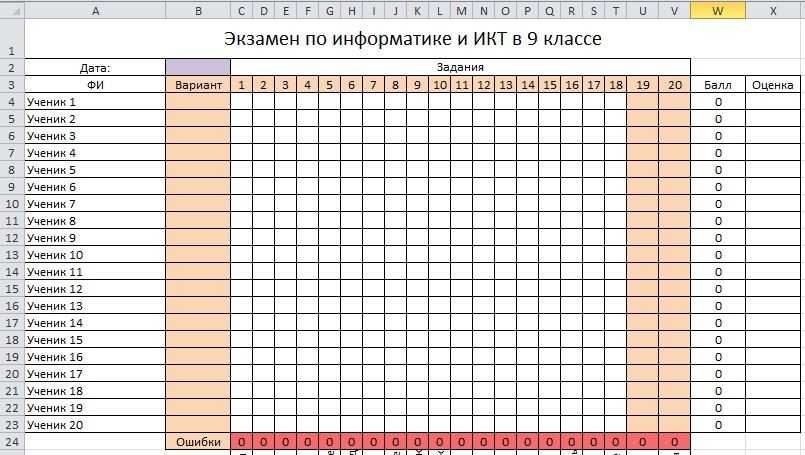 A B C D E F G H I J K L M N O P Q R S T U V W X
1 Экзамен по информатике и ИКТ в 9 классе
2 Дата: Задания
3 ФИ Вариант 1 2 3 4 5 6 7 8 9 10 11 12 13 14 15 16 17 18 19 20 Балл Оценка
4 Ученик 1 0
5 Ученик 2 0
6 Ученик 3 0
7 Ученик 4 0
8 Ученик 5 0
9 Ученик 6 0
10 Ученик 7 0
11 Ученик 8 0
12 Ученик 9 0
13 Ученик 10 0
14 Ученик 11 0
15 Ученик 12 0
16 Ученик 13 0
17 Ученик 14 0
18 Ученик 15 0
19 Ученик 16 0
20 Ученик 17 0
21 Ученик 18 0
22 Ученик 19 0
23 Ученик 20 0
24 Ошибки 0 0 0 0 0 0 0 0 0 0 0 0 0 0 0 0 0 0 0 0